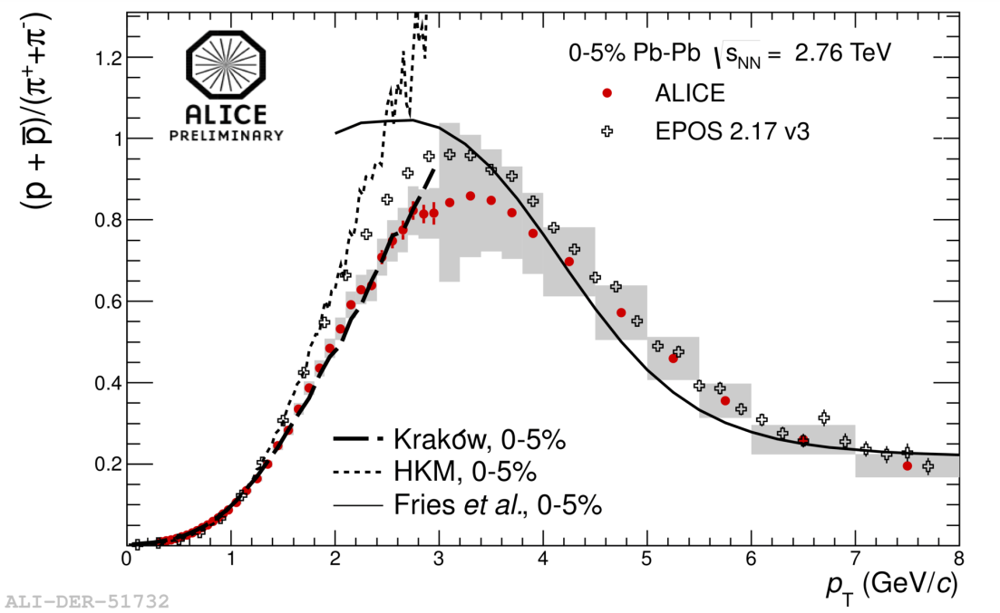 (p + p̅)/(π⁺+π⁻)
1.2
1
0.8
0.6
0.4
0.2
ALICE
PRELIMINARY
0-5% Pb-Pb √sNN = 2.76 TeV
ALICE
EPOS 2.17 v3
Kraków, 0-5%
HKM, 0-5%
Fries et al., 0-5%
0 1 2 3 4 5 6 7 8
pT (GeV/c)
ALI-DER-51732